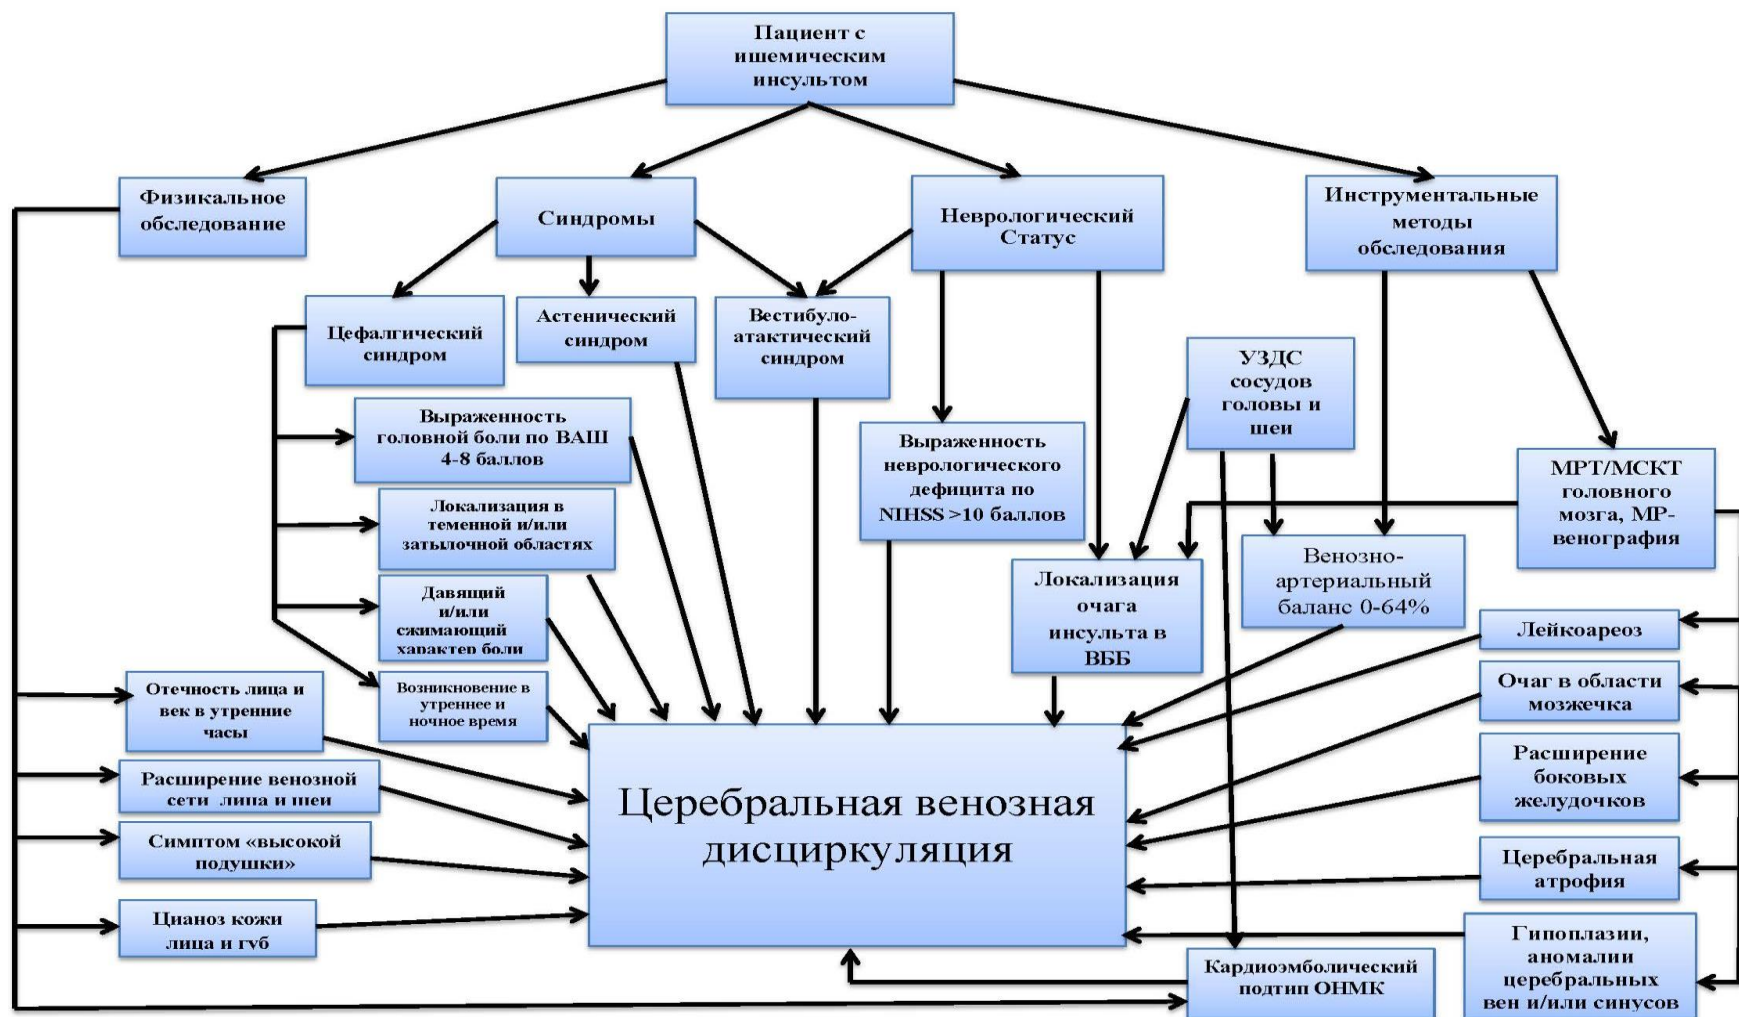 Пациент с
ишемическим
инсультом
Физикальное
обследование
Синдромы
Неврологический
Статус
Инструментальные
методы
обследования
Цефалгический
синдром
Астенический
синдром
Вестибуло-
атактический
синдром
УЗДС
сосудов
головы и
шеи
Выраженность
головной боли по ВАШ
4-8 баллов
Выраженность
неврологического
дефицита по
NIHSS >10 баллов
МРТ/МСКТ
головного
мозга, МР-
венография
Локализация в
теменной и/или
затылочной областях
Локализация
очага
инсульта в
ВББ
Венозно-
артериальный
баланс 0-64%
Давящий
и/или
сжимающий
характер боли
Лейкоареоз
Отечность лица и
век в утренние
часы
Возникновение в
утреннее и
ночное время
Очаг в области
мозжечка
Расширение венозной
сети лица и шеи
Церебральная венозная
дисциркуляция
Расширение
боковых
желудочков
Симптом «высокой
подушки»
Церебральная
атрофия
Цианоз кожи
лица и губ
Кардиоэмболический
подтип ОНМК
Гипоплазии,
аномалии
церебральных
вен и/или синусов